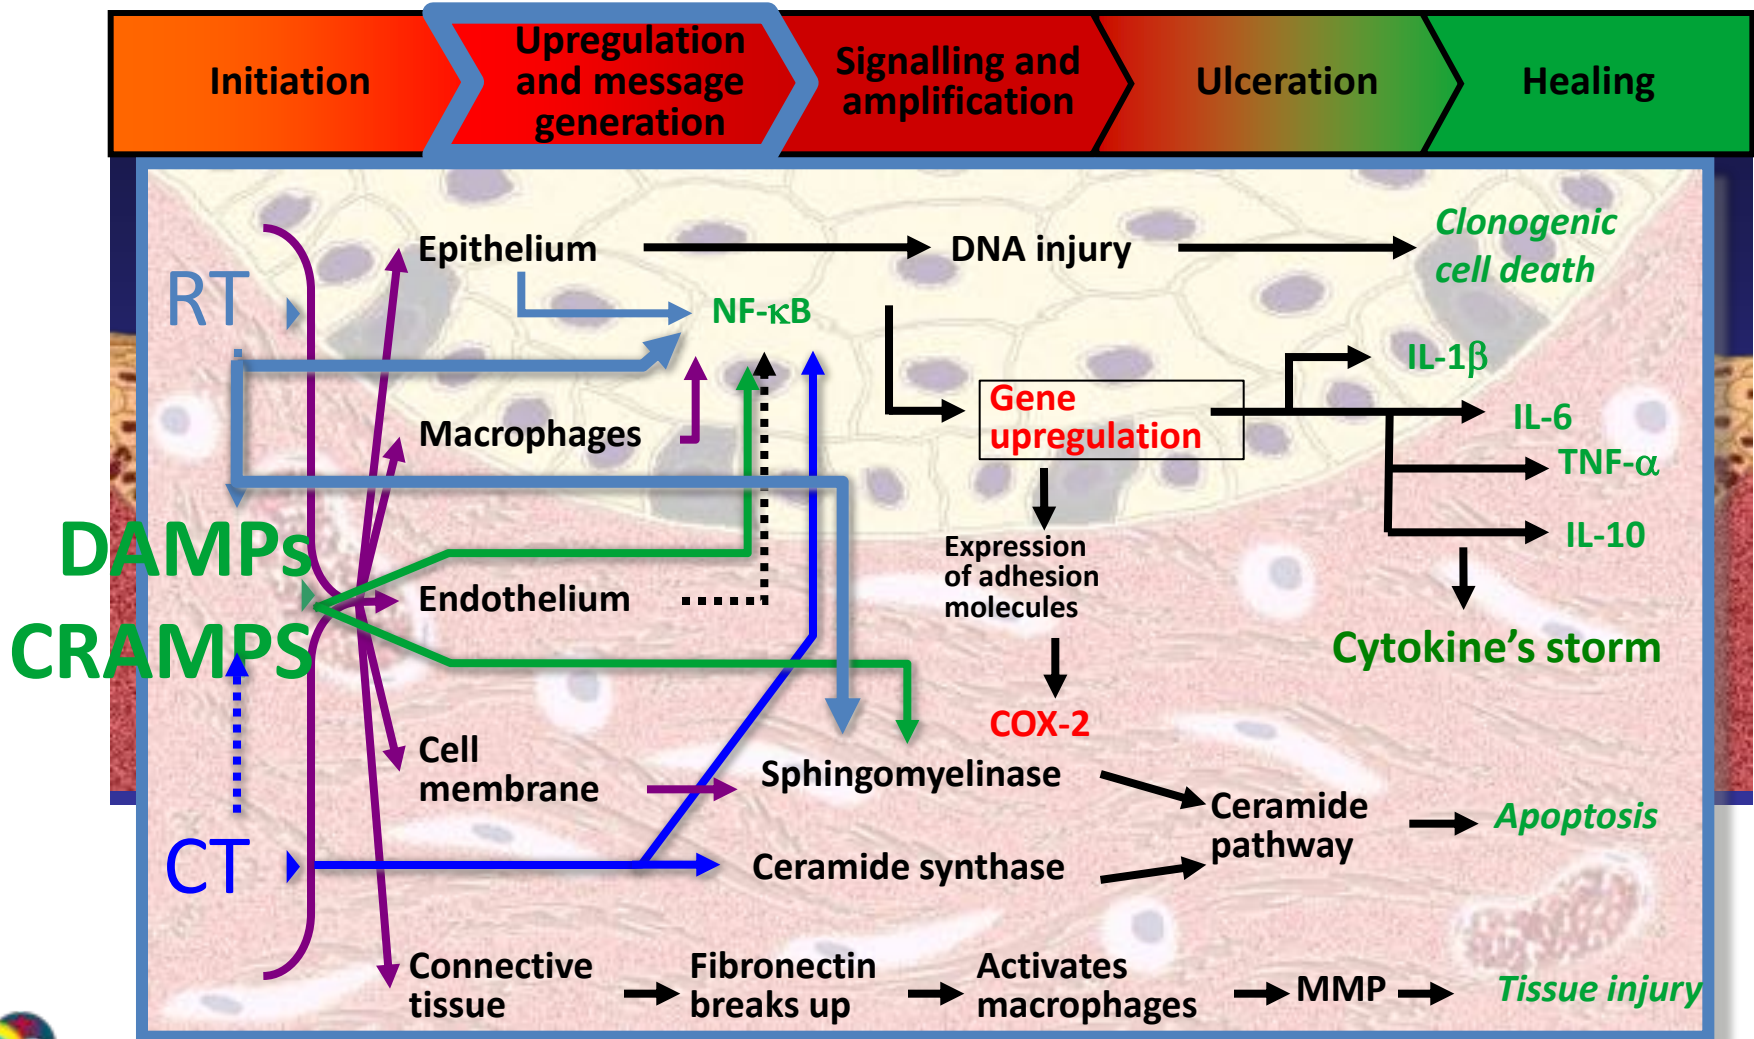 Initiation
Upregulation
and message
generation
Signalling and
amplification
Ulceration
Healing
Epithelium
DNA injury
Clonogenic
cell death
RT
NF-κB
IL-1β
Gene
upregulation
IL-6
Macrophages
TNF-α
IL-10
DAMPs
Expression
of adhesion
molecules
Endothelium
CRAMPS
Cytokine’s storm
COX-2
Cell
membrane
Sphingomyelinase
Ceramide
pathway
Apoptosis
CT
Ceramide synthase
Connective
tissue
Fibronectin
breaks up
Activates
macrophages
MMP
Tissue injury